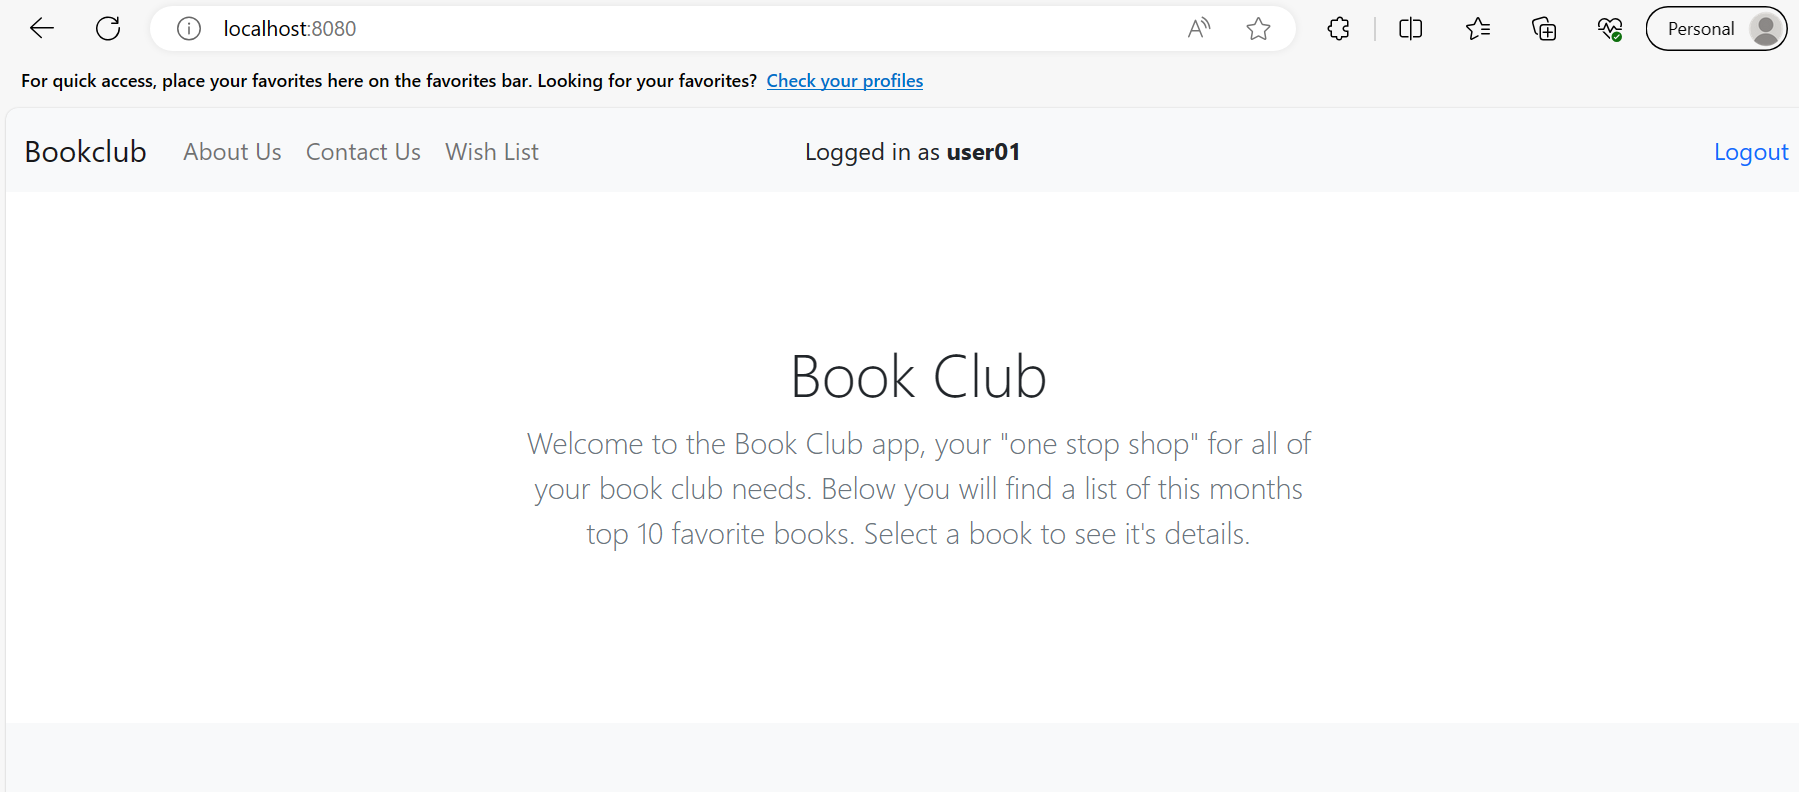 localhost:8080
Personal
For quick access, place your favorites here on the favorites bar. Looking for your favorites? Check your profiles
Bookclub About Us Contact Us Wish List Logged in as user01 Logout
Book Club
Welcome to the Book Club app, your "one stop shop" for all of
your book club needs. Below you will find a list of this months
top 10 favorite books. Select a book to see it's details.